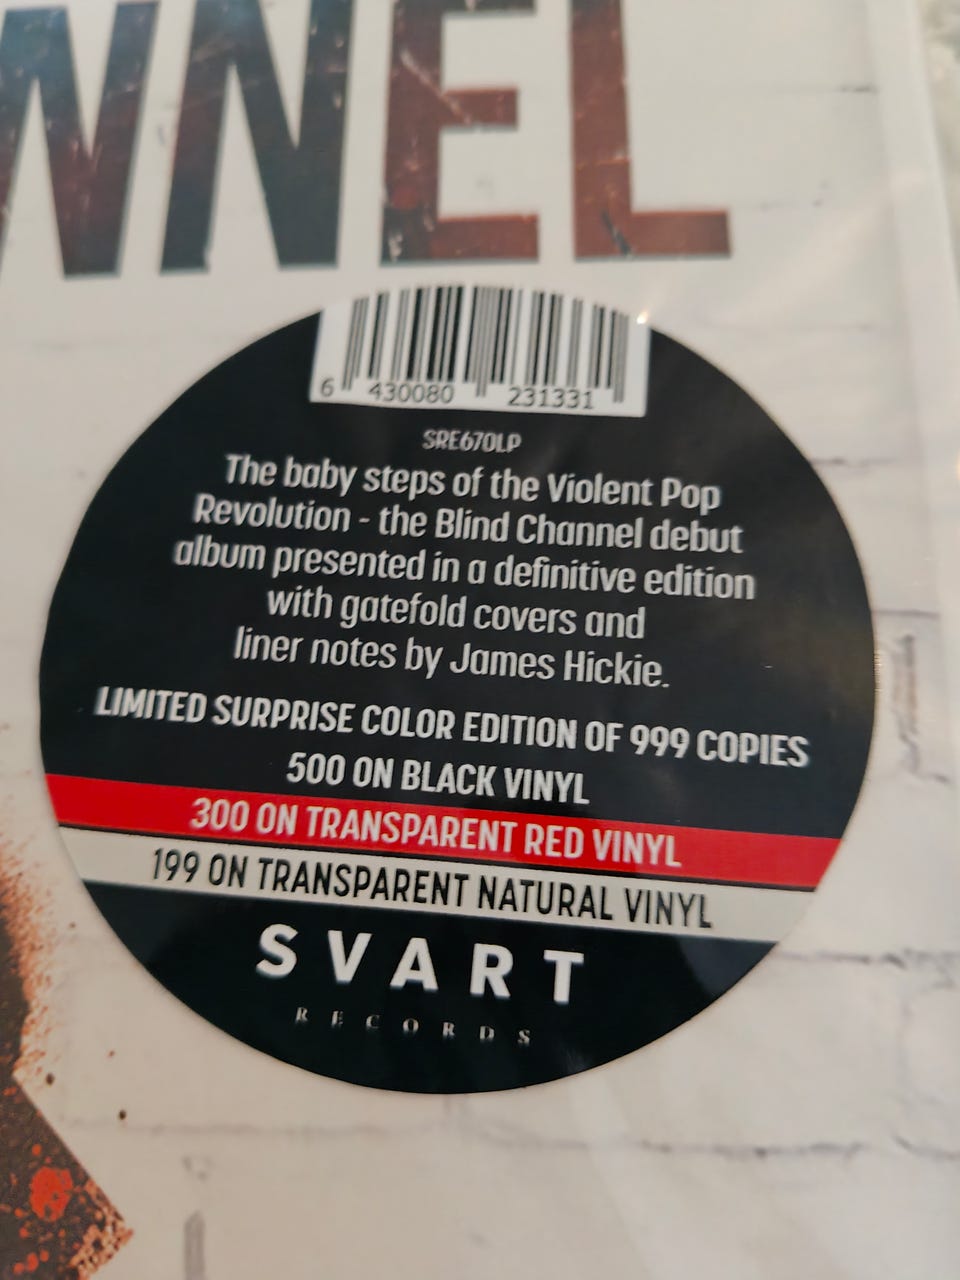 NNEL
6 430080 231331
SRE670LP
The baby steps of the Violent Pop
Revolution - the Blind Channel debut
album presented in a definitive edition
with gatefold covers and
liner notes by James Hickie.
LIMITED SURPRISE COLOR EDITION OF 999 COPIES
500 ON BLACK VINYL
300 ON TRANSPARENT RED VINYL
199 ON TRANSPARENT NATURAL VINYL
SVART
RECORDS